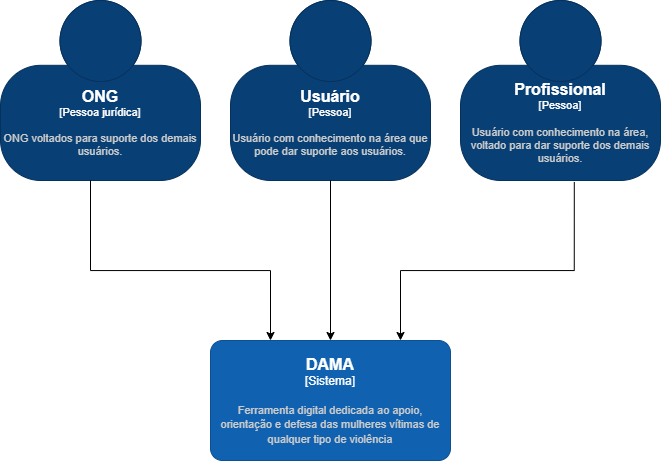 ONG
[Pessoa jurídica]
ONG voltados para suporte dos demais
usuários.
Usuário
[Pessoa]
Usuário com conhecimento na área que
pode dar suporte aos usuários.
Profissional
[Pessoa]
Usuário com conhecimento na área,
voltado para dar suporte dos demais
usuários.
DAMA
[Sistema]
Ferramenta digital dedicada ao apoio,
orientação e defesa das mulheres vítimas de
qualquer tipo de violência